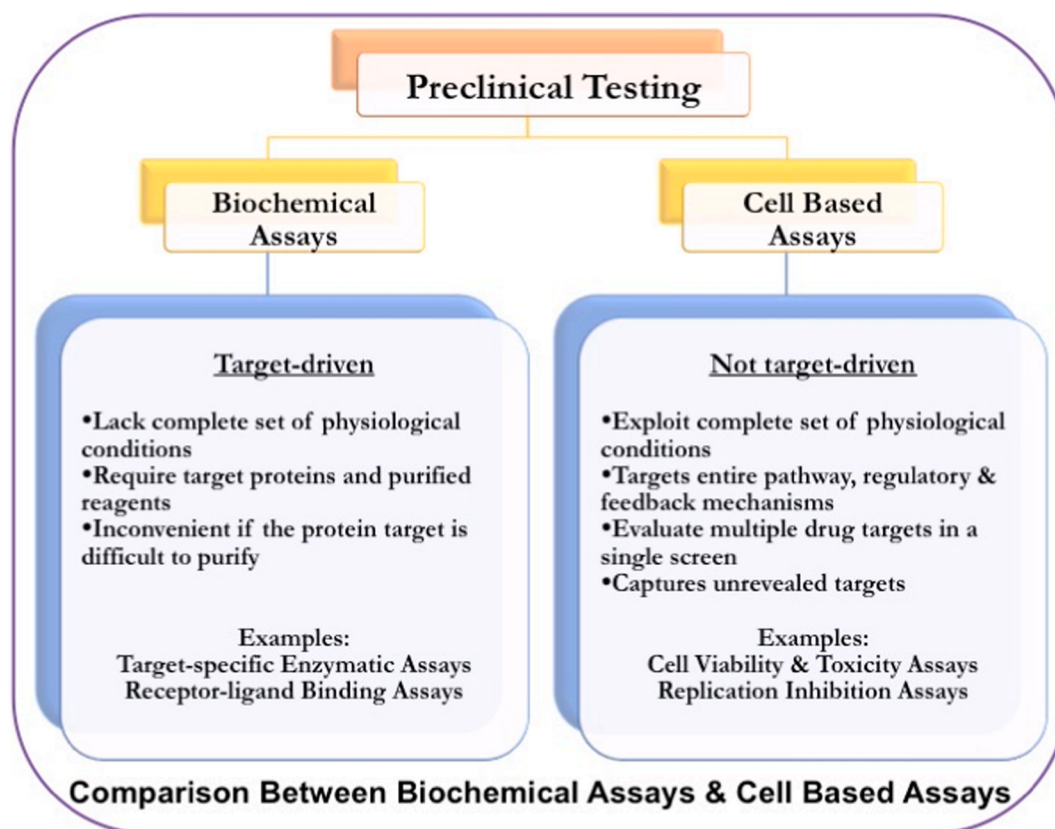 Preclinical Testing
Biochemical
Assays
Cell Based
Assays
Target-driven
•Lack complete set of physiological
conditions
•Require target proteins and purified
reagents
•Inconvenient if the protein target is
difficult to purify
Examples:
Target-specific Enzymatic Assays
Receptor-ligand Binding Assays
Not target-driven
•Exploit complete set of physiological
conditions
•Targets entire pathway, regulatory &
feedback mechanisms
•Evaluate multiple drug targets in a
single screen
•Captures unrevealed targets
Examples:
Cell Viability & Toxicity Assays
Replication Inhibition Assays
Comparison Between Biochemical Assays & Cell Based Assays